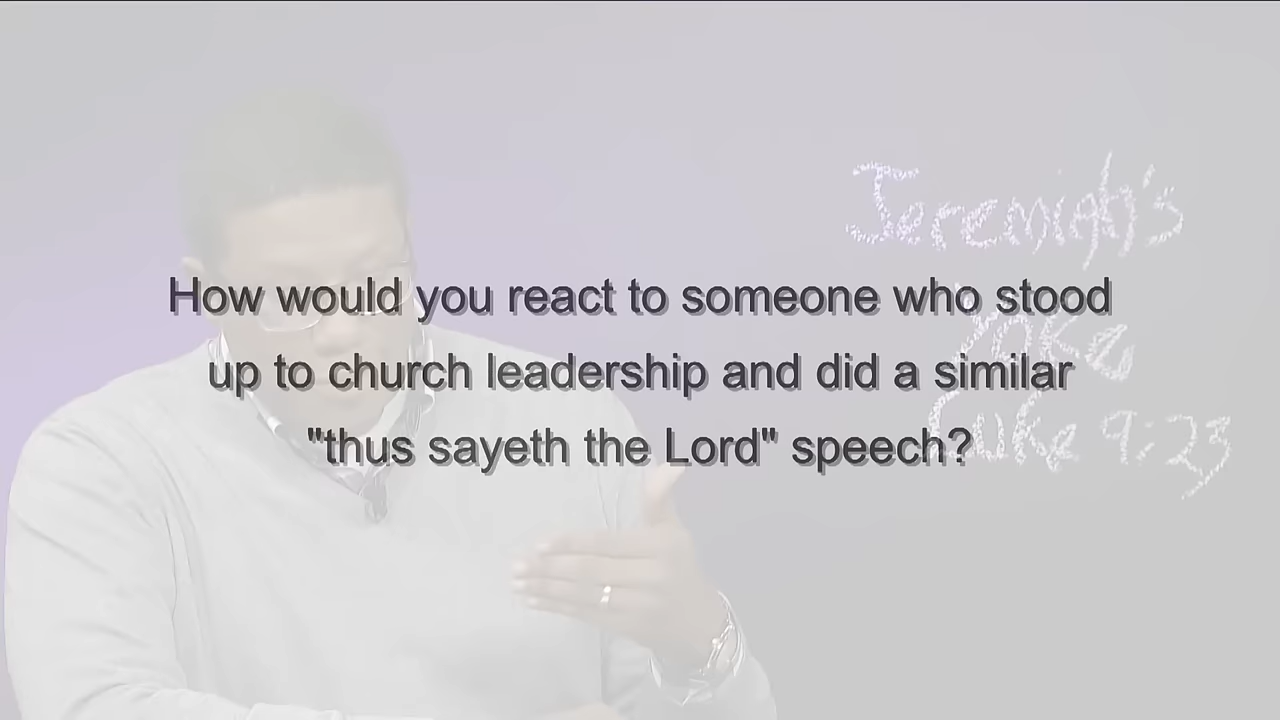 Jeremiah's
How would you react to someone who stood
Yoke
up to church leadership and did a similar
Luke 9:23
"thus sayeth the Lord" speech?